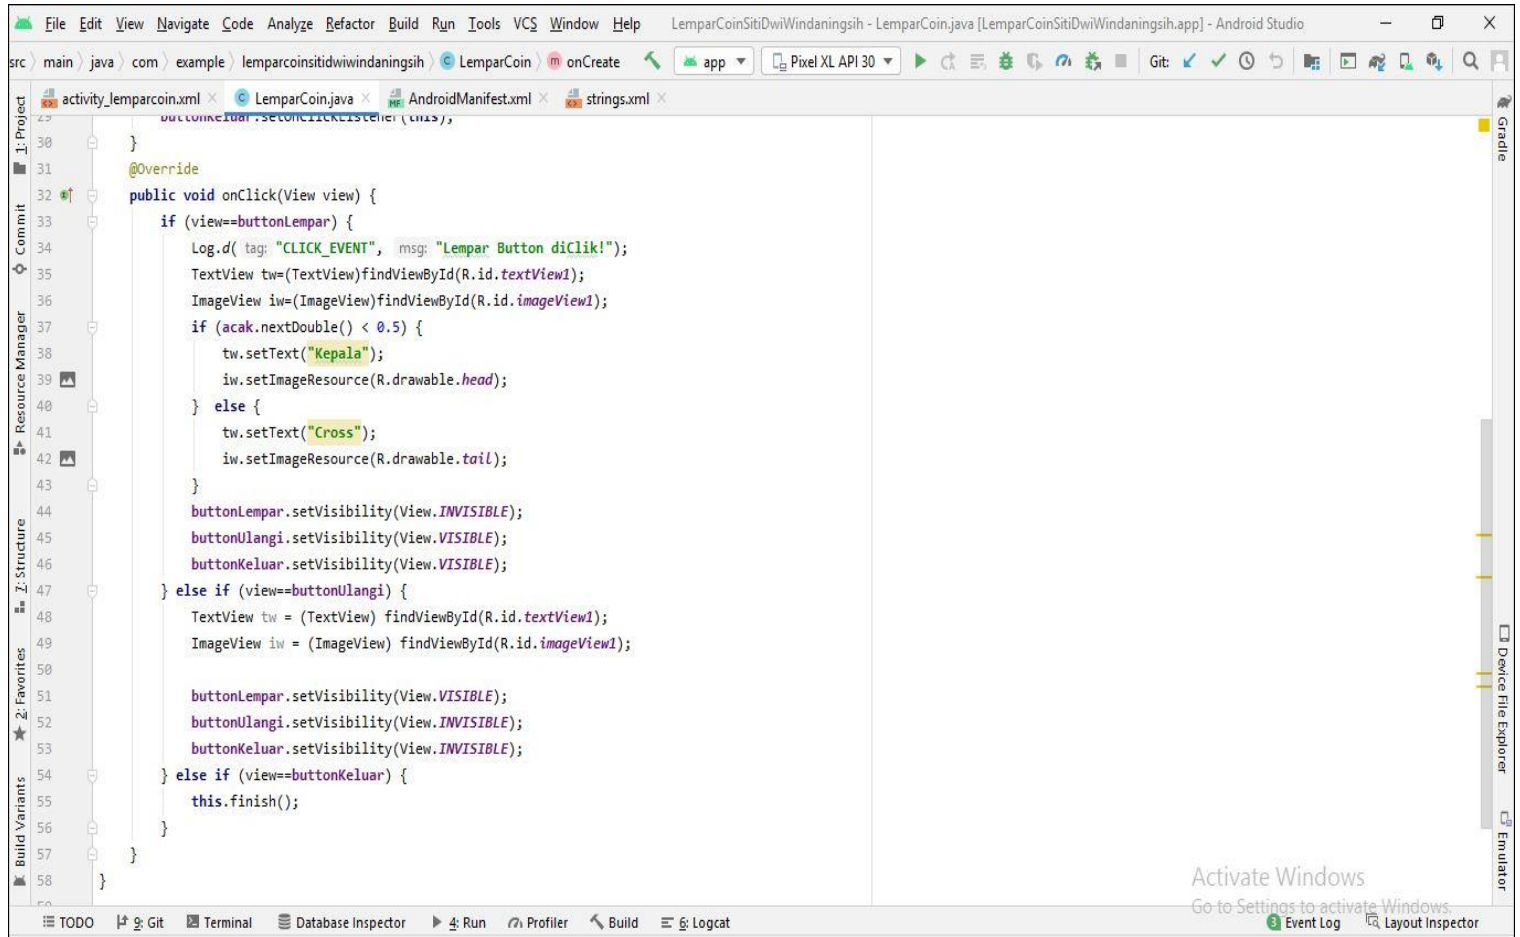 File Edit View Navigate Code Analyze Refactor Build Run Tools VCS Window Help LemparCoinSitiDwiWindaningsih - LemparCoin.java [LemparCoinSitiDwiWindaningsih.app] - Android Studio
src main java com example lemparcoinsitidwiwindaningsih C LemparCoin m onCreate app Pixel XL API 30 Git:
activity_lemparcoin.xml C LemparCoin.java MF AndroidManifest.xml strings.xml
29 buttonKeluar.setOnClickListener(this);
30 }
31 @Override
32 public void onClick(View view) {
33 if (view==buttonLempar) {
34 Log.d( tag: "CLICK_EVENT", msg: "Lempar Button diClik!");
35 TextView tw=(TextView)findViewById(R.id.textView1);
36 ImageView iw=(ImageView)findViewById(R.id.imageView1);
37 if (acak.nextDouble() < 0.5) {
38 tw.setText("Kepala");
39 iw.setImageResource(R.drawable.head);
40 } else {
41 tw.setText("Cross");
42 iw.setImageResource(R.drawable.tail);
43 }
44 buttonLempar.setVisibility(View.INVISIBLE);
45 buttonUlangi.setVisibility(View.VISIBLE);
46 buttonKeluar.setVisibility(View.VISIBLE);
47 } else if (view==buttonUlangi) {
48 TextView tw = (TextView) findViewById(R.id.textView1);
49 ImageView iw = (ImageView) findViewById(R.id.imageView1);
50
51 buttonLempar.setVisibility(View.VISIBLE);
52 buttonUlangi.setVisibility(View.INVISIBLE);
53 buttonKeluar.setVisibility(View.INVISIBLE);
54 } else if (view==buttonKeluar) {
55 this.finish();
56 }
57 }
58 }
1: Project
Commit
Resource Manager
7: Structure
2: Favorites
Build Variants
Gradle
Device File Explorer
Emulator
Activate Windows
Go to Settings to activate Windows.
TODO 9: Git Terminal Database Inspector 4: Run Profiler Build 6: Logcat 3 Event Log Layout Inspector